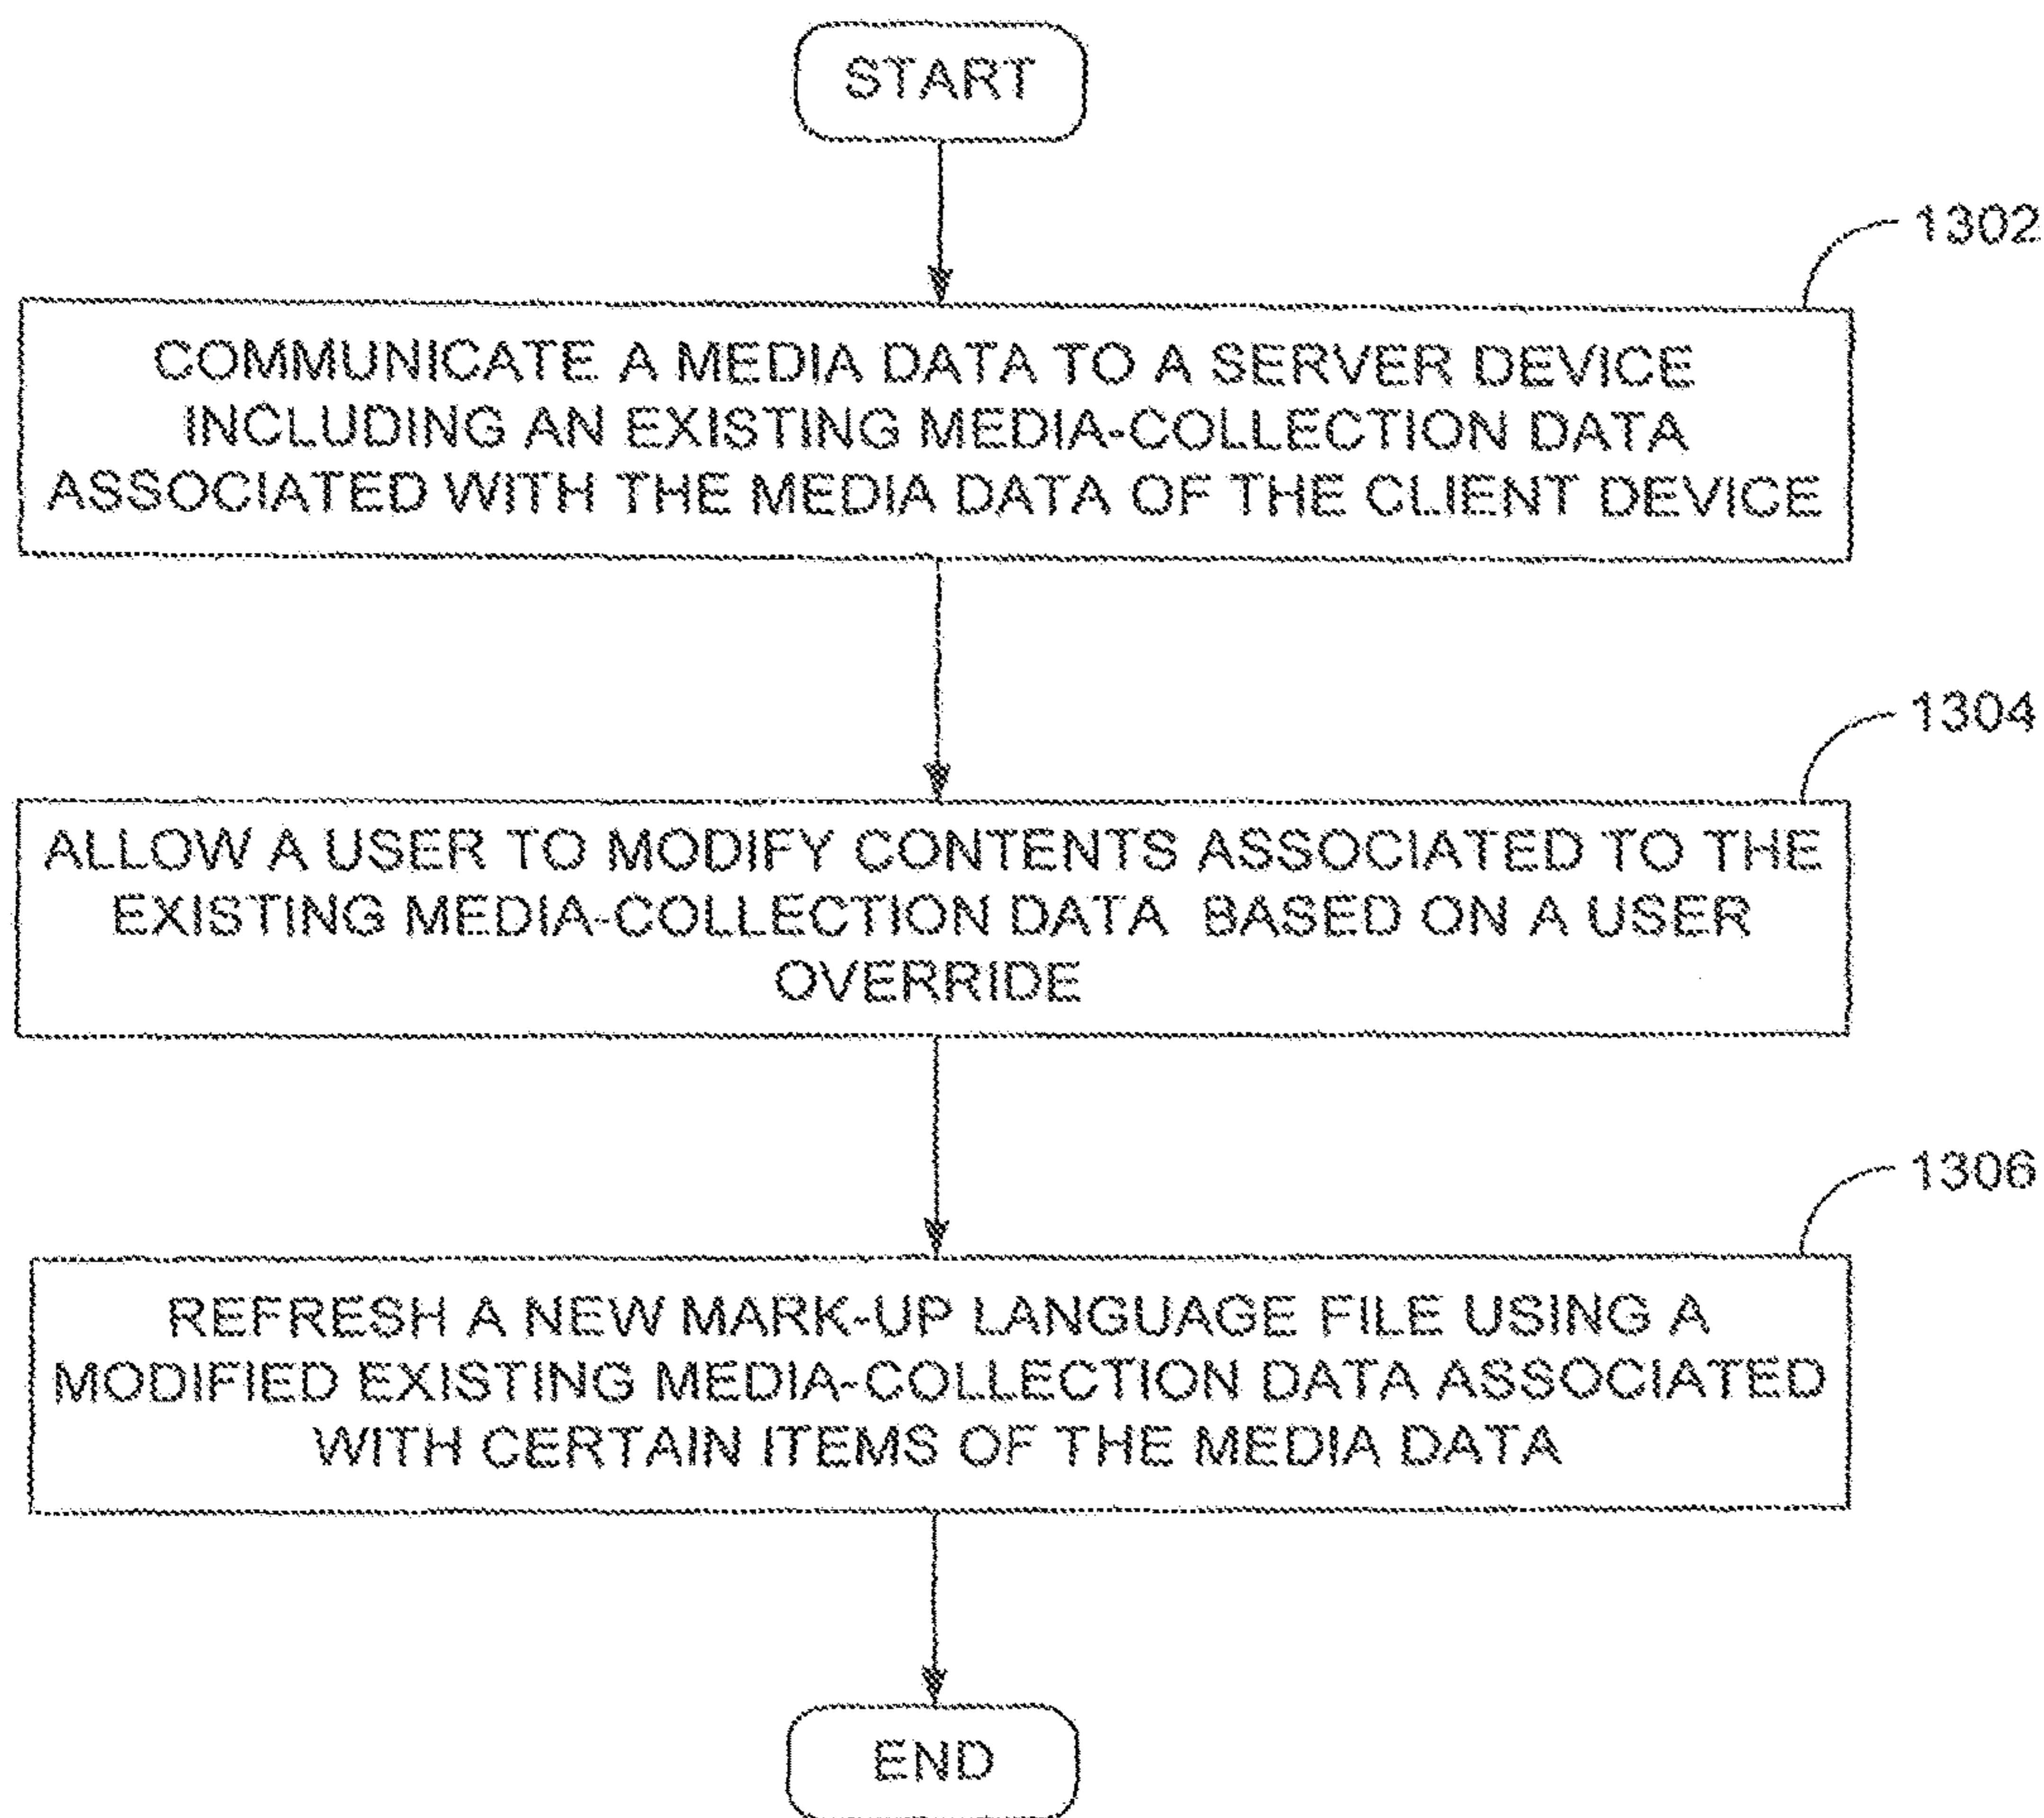 START
1302
COMMUNICATE A MEDIA DATA TO A SERVER DEVICE
INCLUDING AN EXISTING MEDIA-COLLECTION DATA
ASSOCIATED WITH THE MEDIA DATA OF THE CLIENT DEVICE
1304
ALLOW A USER TO MODIFY CONTENTS ASSOCIATED TO THE
EXISTING MEDIA-COLLECTION DATA BASED ON A USER
OVERRIDE
1306
REFRESH A NEW MARK-UP LANGUAGE FILE USING A
MODIFIED EXISTING MEDIA-COLLECTION DATA ASSOCIATED
WITH CERTAIN ITEMS OF THE MEDIA DATA
END